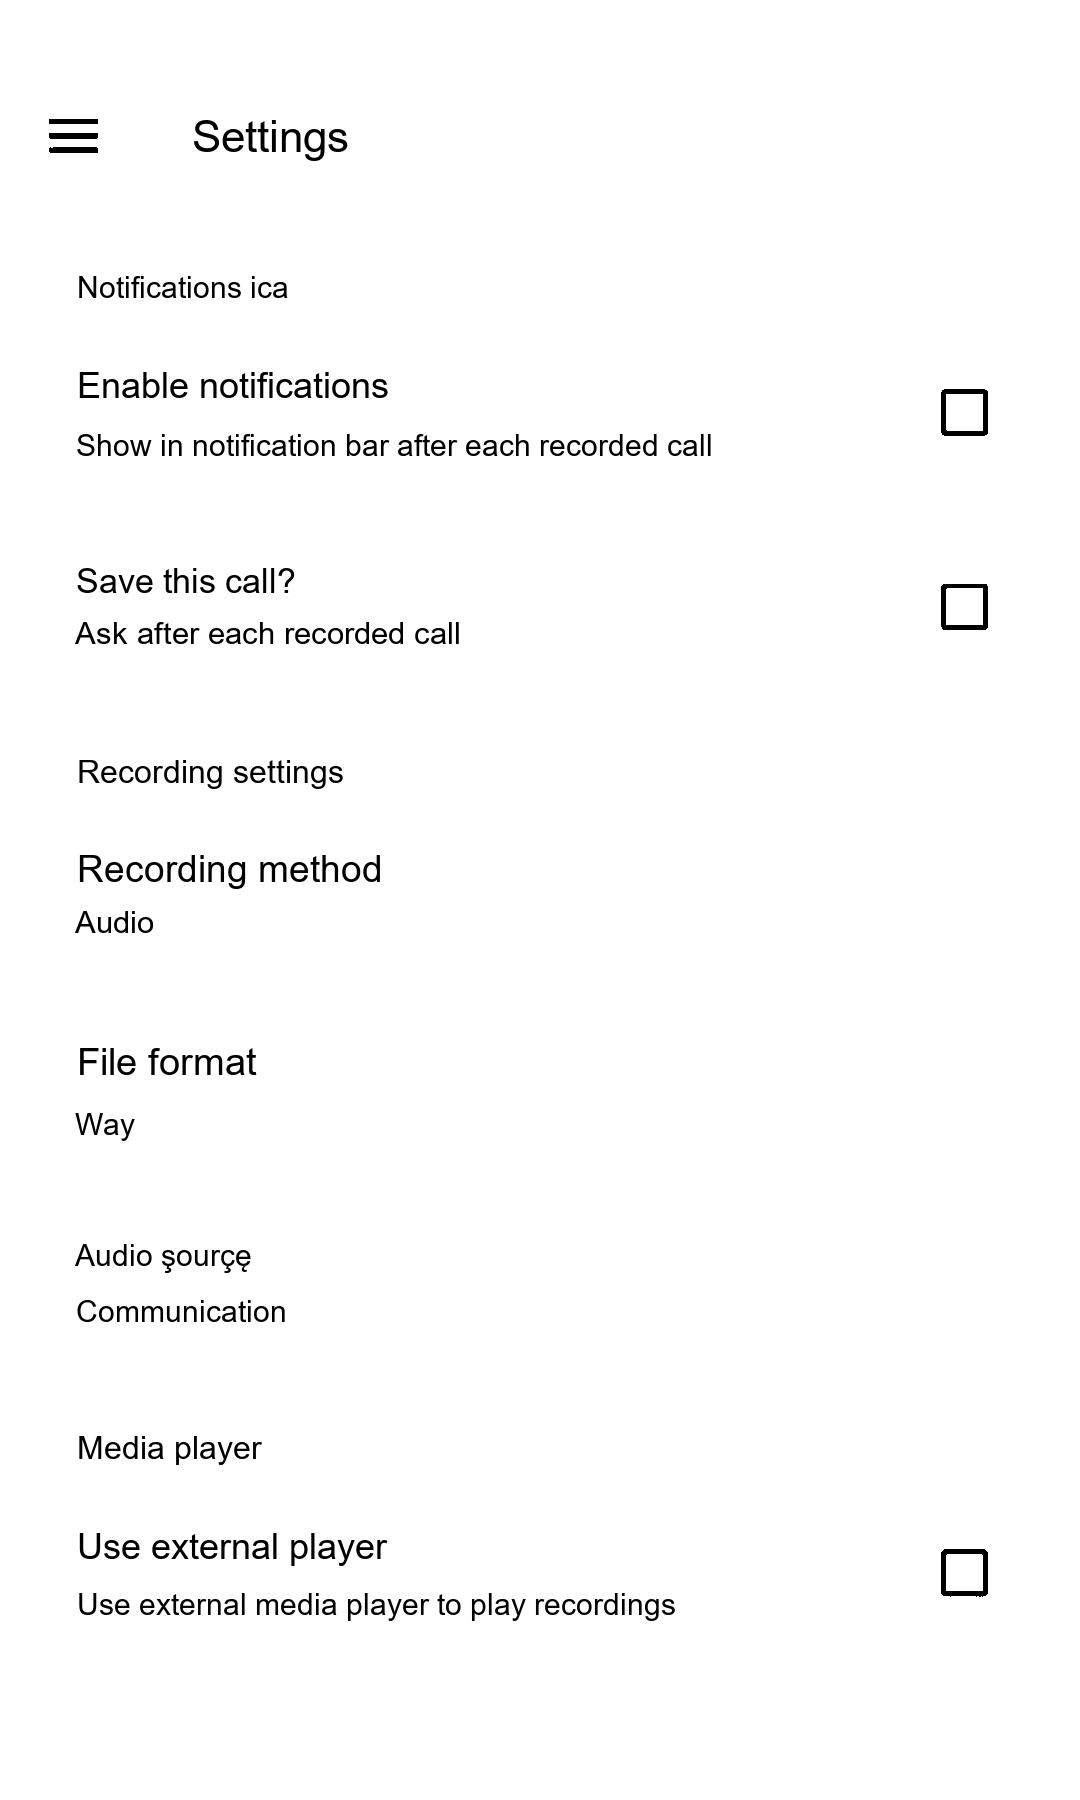 Settings
Notifications ica
Enable notifications
Show in notification bar after each recorded call
Save this call?
Ask after each recorded call
Recording settings
Recording method
Audio
File format
Way
Audio şourçę
Communication
Media player
Use external player
Use external media player to play recordings